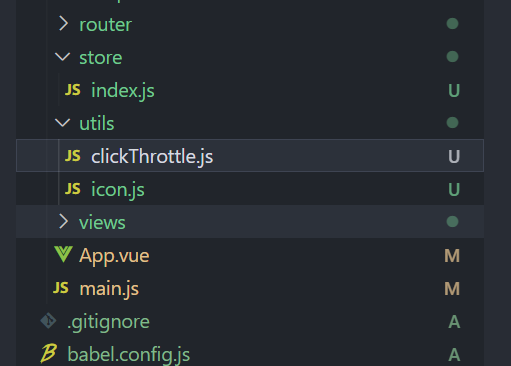 router
store
JS index.js U
utils
JS clickThrottle.js U
JS icon.js U
views
App.vue M
JS main.js M
.gitignore A
babel.config.js A